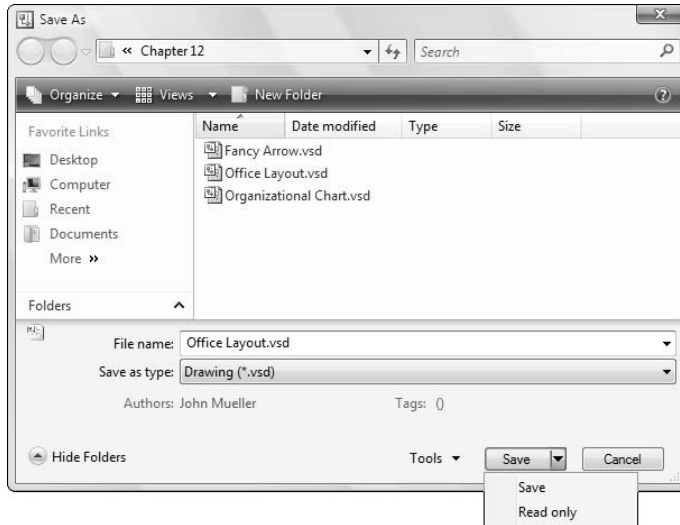 Save As
« Chapter 12
Search
Organize
Views
New Folder
Favorite Links
Desktop
Computer
Recent
Documents
More »
Folders
Name Date modified Type Size
Fancy Arrow.vsd
Office Layout.vsd
Organizational Chart.vsd
File name: Office Layout.vsd
Save as type: Drawing (*.vsd)
Authors: John Mueller Tags: ()
Hide Folders Tools Save Cancel
Save
Read only